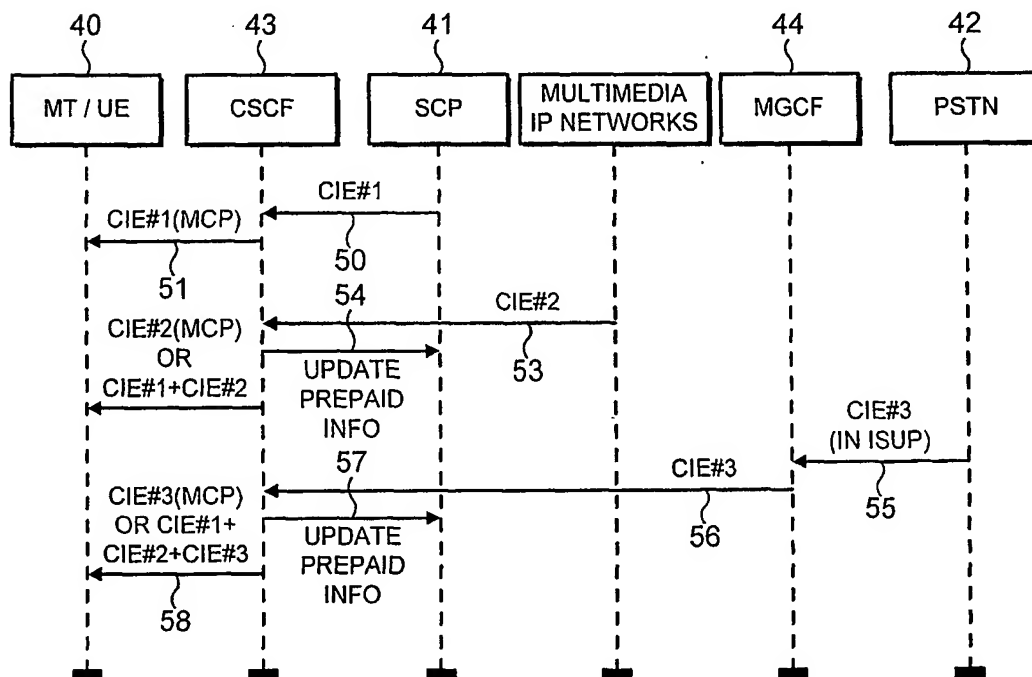 40
43
41
44
42
MT / UE
CSCF
SCP
MULTIMEDIA
IP NETWORKS
MGCF
PSTN
CIE#1
CIE#1(MCP)
50
51
54
CIE#2
CIE#2(MCP)
OR
CIE#1+CIE#2
UPDATE
PREPAID
INFO
53
CIE#3
(IN ISUP)
57
CIE#3
55
CIE#3(MCP)
OR CIE#1+
CIE#2+CIE#3
UPDATE
PREPAID
INFO
56
58